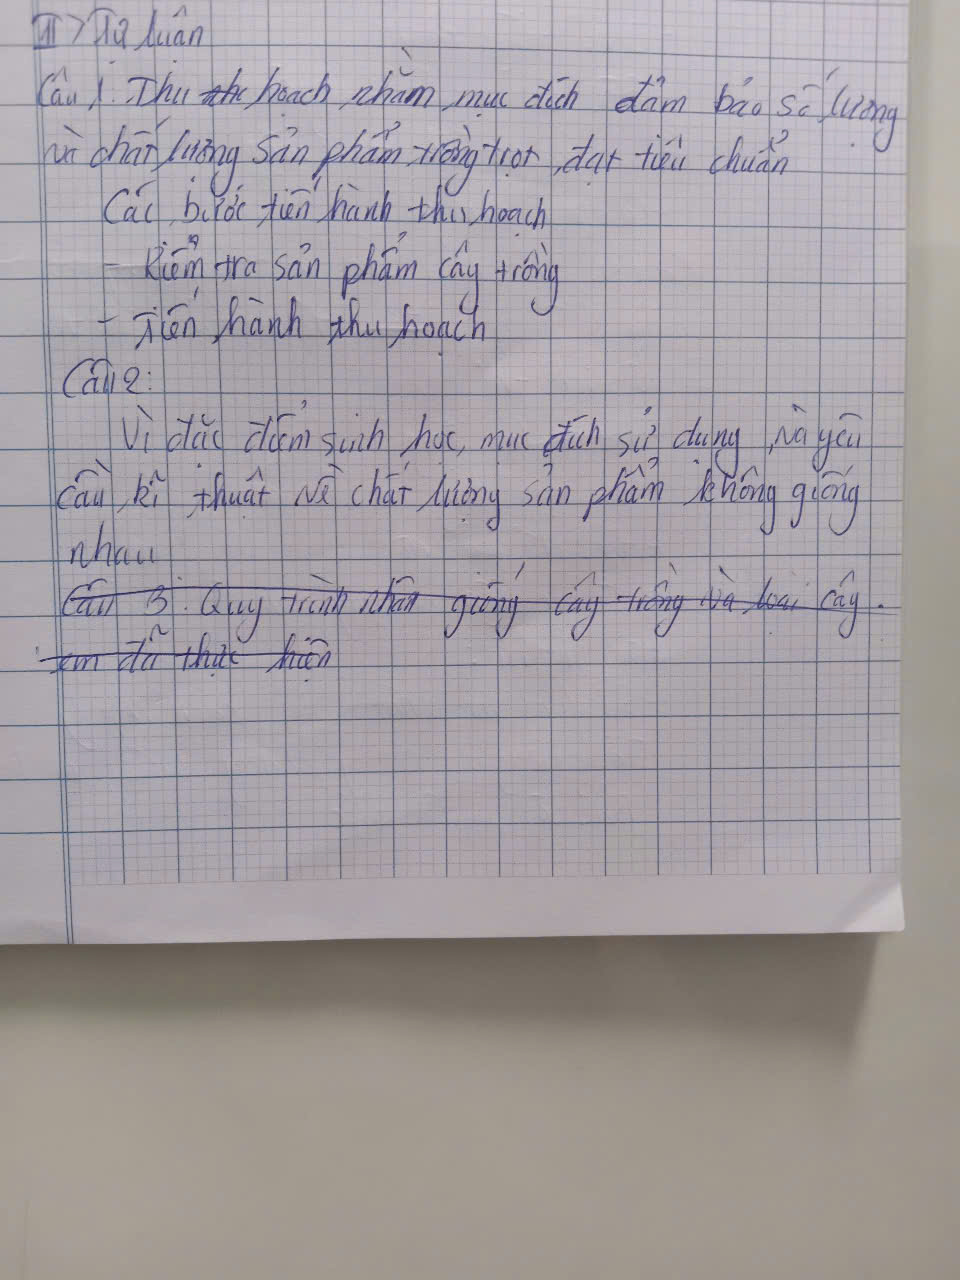 II> Tự luận
Câu 1. Thu hoạch nhằm mục đích đảm bảo số lượng
và chất lượng sản phẩm trồng trọt, đạt tiêu chuẩn
Các bước tiến hành thu hoạch
- Kiểm tra sản phẩm cây trồng
- Tiến hành thu hoạch
Câu 2:
Vì đặc điểm sinh học, mục đích sử dụng, và yêu
cầu kĩ thuật về chất lượng sản phẩm không giống
nhau
Câu 3: Quy trình nhân giống cây trồng và loại cây.
em đã thực hiện